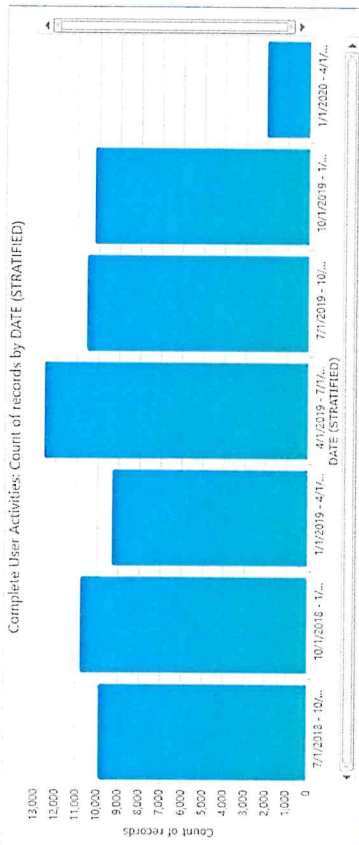 Complete User Activities: Count of records by DATE (STRATIFIED)
Count of records
13,000
12,000
11,000
10,000
9,000
8,000
7,000
6,000
5,000
4,000
3,000
2,000
1,000
0
7/1/2018 - 10/...
10/1/2018 - 1/...
1/1/2019 - 4/1/...
4/1/2019 - 7/1/...
7/1/2019 - 10/...
10/1/2019 - 1/...
1/1/2020 - 4/1/...
DATE (STRATIFIED)